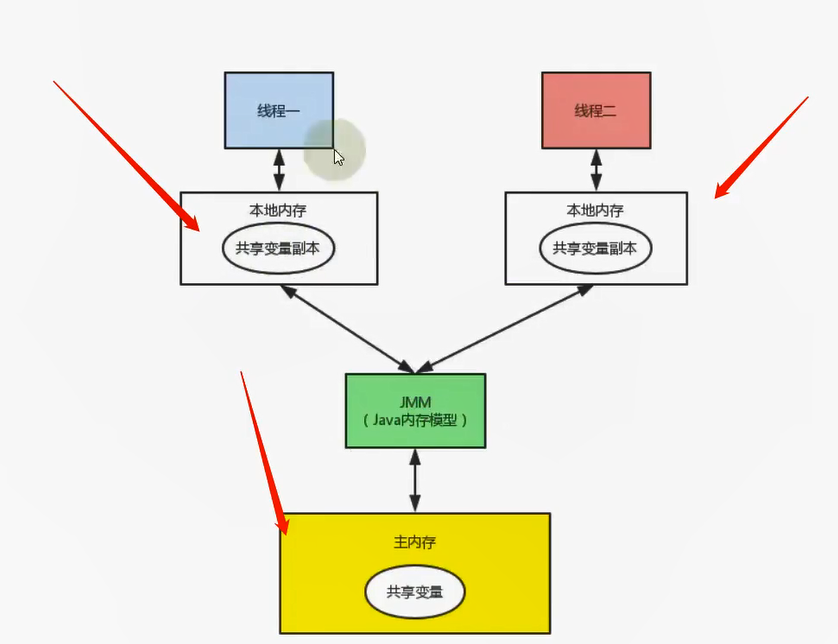 线程一
线程二
本地内存
共享变量副本
本地内存
共享变量副本
JMM
（Java内存模型）
主内存
共享变量